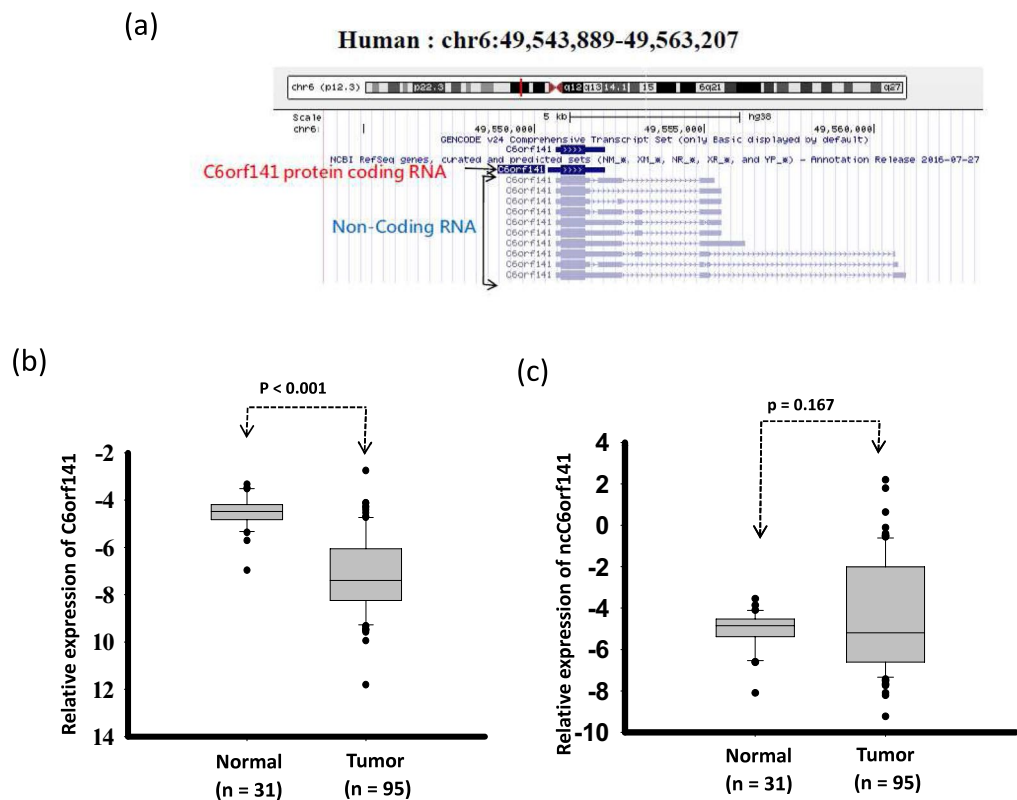 (a)
Human : chr6:49,543,889-49,563,207
chr6 (p12.3) p22.3 q12 q13 14.1 15 6q21 q27
Scale 5 kb hg38
chr6: 49,550,000 49,555,000 49,560,000
GENCODE v24 Comprehensive Transcript Set (only Basic displayed by default)
C6orf141
NCBI RefSeq genes, curated and predicted sets (NM_*, XM_*, NR_*, XR_*, and YP_*) - Annotation Release 2016-07-27
C6orf141 protein coding RNA C6orf141
C6orf141
C6orf141
C6orf141
C6orf141
Non-Coding RNA C6orf141
C6orf141
C6orf141
C6orf141
C6orf141
C6orf141
(b)
P < 0.001
Relative expression of C6orf141
-2
-4
-6
-8
10
12
14
Normal Tumor
(n = 31) (n = 95)
(c)
p = 0.167
Relative expression of ncC6orf141
4
2
0
-2
-4
-6
-8
-10
Normal Tumor
(n = 31) (n = 95)